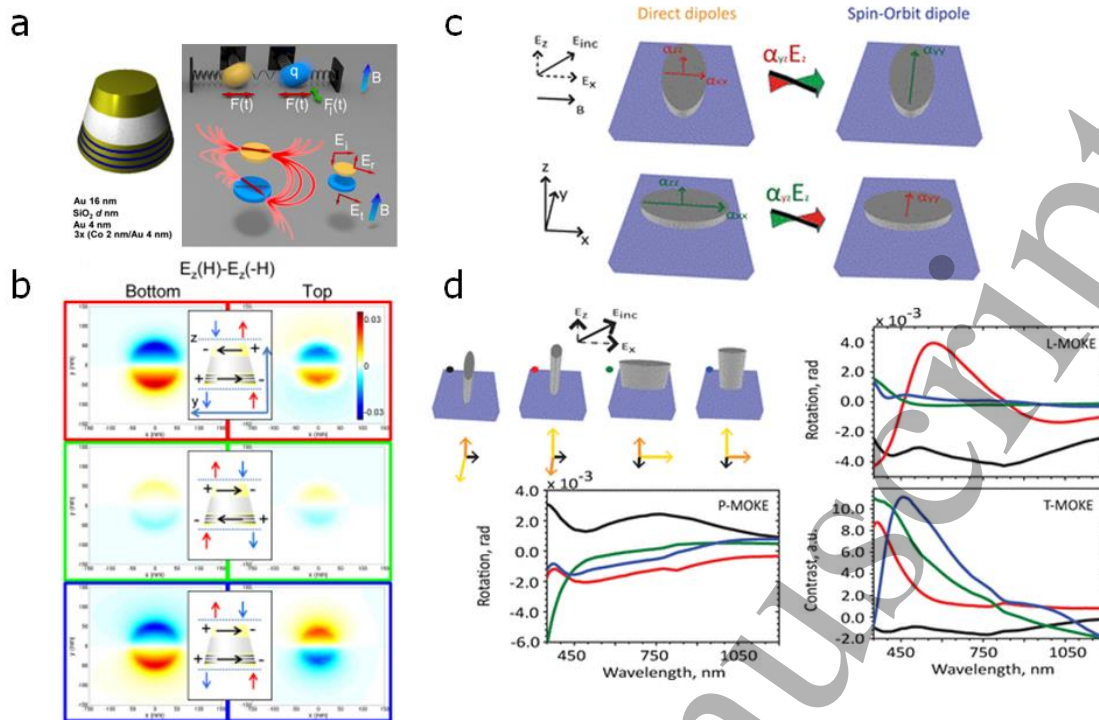 a
B
q
F(t)
F(t)
Fl(t)
Ei
Er
Et
B
Au 16 nm
SiO2 d nm
Au 4 nm
3x (Co 2 nm/Au 4 nm)
b
Ez(H)-Ez(-H)
Bottom
Top
z
y
- +
+ -
0.03
-0.03
+ -
- +
+ -
+ -
x (nm)
x (nm)
c
Direct dipoles
Spin-Orbit dipole
Ez
Einc
Ex
B
αzz
αxx
αyzEz
αyy
z
y
x
αzz
αxx
αyzEz
αyy
d
Ez
Einc
Ex
× 10-3
4.0
2.0
0.0
-2.0
-4.0
-6.0
Rotation, rad
P-MOKE
450
750
1050
Wavelength, nm
× 10-3
4.0
2.0
0.0
-2.0
-4.0
Rotation, rad
L-MOKE
10.0
8.0
6.0
4.0
2.0
0.0
-2.0
Contrast, a.u.
T-MOKE
450
750
1050
Wavelength, nm